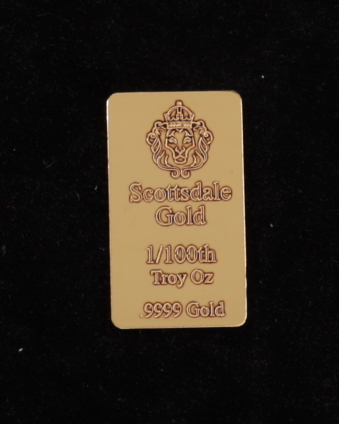 Scottsdale
Gold
1/100th
Troy Oz
.9999 Gold